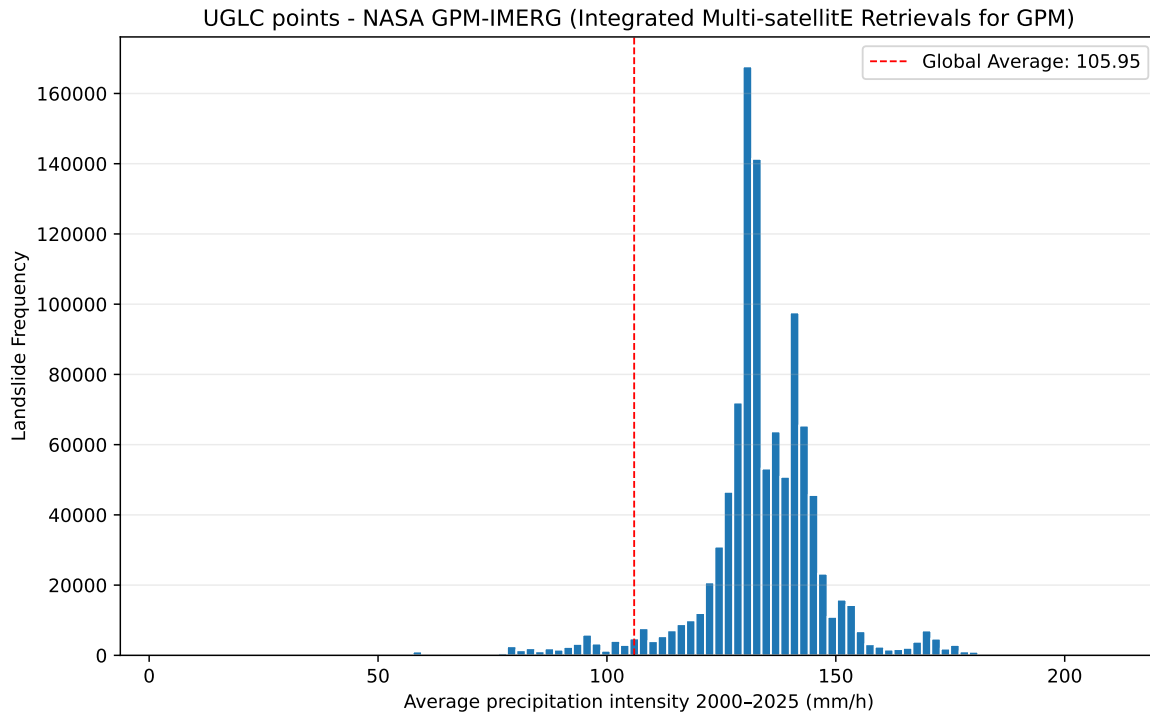 UGLC points - NASA GPM-IMERG (Integrated Multi-satellitE Retrievals for GPM)
Global Average: 105.95
Landslide Frequency
160000
140000
120000
100000
80000
60000
40000
20000
0
0 50 100 150 200
Average precipitation intensity 2000–2025 (mm/h)